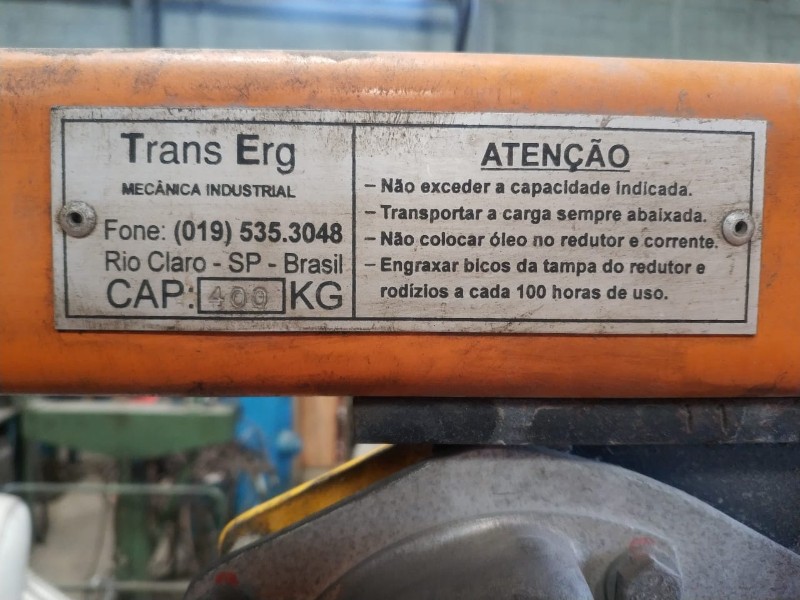 Trans Erg
MECÂNICA INDUSTRIAL
Fone: (019) 535.3048
Rio Claro - SP - Brasil
CAP: 400 KG
ATENÇÃO
- Não exceder a capacidade indicada.
- Transportar a carga sempre abaixada.
- Não colocar óleo no redutor e corrente.
- Engraxar bicos da tampa do redutor e
rodízios a cada 100 horas de uso.